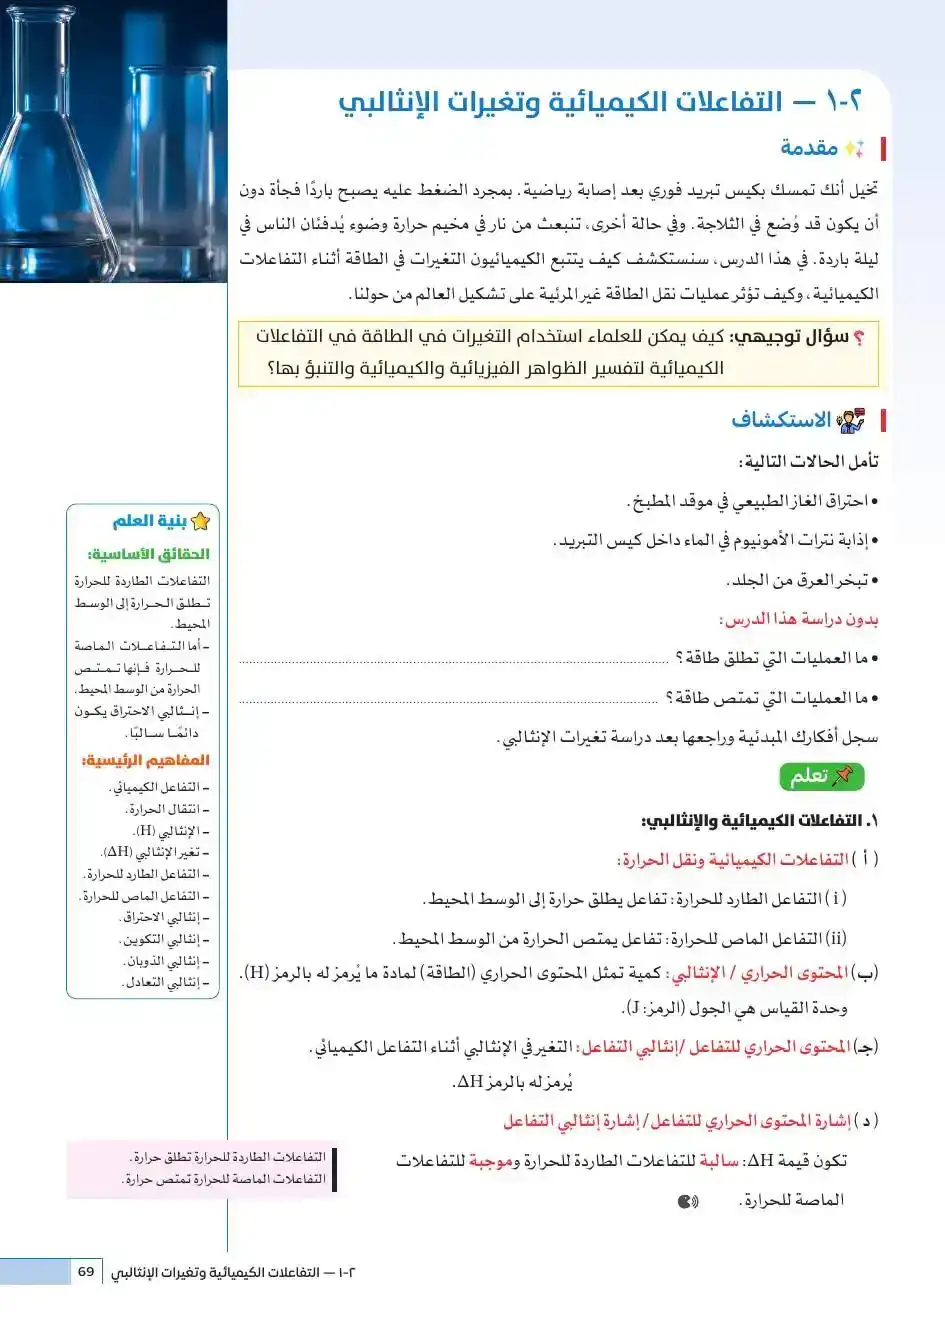 ٢-١ — التفاعلات الكيميائية وتغيرات الإنثالبي
مقدمة
تخيل أنك تمسك بكيس تبريد فوري بعد إصابة رياضية. بمجرد الضغط عليه يصبح باردًا فجأة دون
أن يكون قد وُضع في الثلاجة. وفي حالة أخرى، تنبعث من نار في مخيم حرارة وضوء يُدفئان الناس في
ليلة باردة. في هذا الدرس، سنستكشف كيف يتتبع الكيميائيون التغيرات في الطاقة أثناء التفاعلات
الكيميائية، وكيف تؤثر عمليات نقل الطاقة غير المرئية على تشكيل العالم من حولنا.
؟ سؤال توجيهي: كيف يمكن للعلماء استخدام التغيرات في الطاقة في التفاعلات
الكيميائية لتفسير الظواهر الفيزيائية والكيميائية والتنبؤ بها؟
الاستكشاف
تأمل الحالات التالية:
• احتراق الغاز الطبيعي في موقد المطبخ.
• إذابة نترات الأمونيوم في الماء داخل كيس التبريد.
• تبخر العرق من الجلد.
بدون دراسة هذا الدرس:
• ما العمليات التي تطلق طاقة؟ ........................................
• ما العمليات التي تمتص طاقة؟ ........................................
سجل أفكارك المبدئية وراجعها بعد دراسة تغيرات الإنثالبي.
تعلم
١. التفاعلات الكيميائية والإنثالبي:
( أ ) التفاعلات الكيميائية ونقل الحرارة:
( i ) التفاعل الطارد للحرارة: تفاعل يطلق حرارة إلى الوسط المحيط.
(ii) التفاعل الماص للحرارة: تفاعل يمتص الحرارة من الوسط المحيط.
(ب) المحتوى الحراري / الإنثالبي: كمية تمثل المحتوى الحراري (الطاقة) لمادة ما يُرمز له بالرمز (H).
وحدة القياس هي الجول (الرمز: J).
(جـ) المحتوى الحراري للتفاعل /إنثالبي التفاعل: التغير في الإنثالبي أثناء التفاعل الكيميائي.
يُرمز له بالرمز ΔH.
( د ) إشارة المحتوى الحراري للتفاعل/ إشارة إنثالبي التفاعل
تكون قيمة ΔH: سالبة للتفاعلات الطاردة للحرارة وموجبة للتفاعلات
الماصة للحرارة.
بنية العلم
الحقائق الأساسية:
التفاعلات الطاردة للحرارة
تطلق الحرارة إلى الوسط
المحيط.
– أما التفاعلات الماصة
للحرارة فإنها تمتص
الحرارة من الوسط المحيط.
– إنثالبي الاحتراق يكون
دائمًا سالبًا.
المفاهيم الرئيسية:
– التفاعل الكيميائي.
– انتقال الحرارة.
– الإنثالبي (H).
– تغير الإنثالبي (ΔH).
– التفاعل الطارد للحرارة.
– التفاعل الماص للحرارة.
– إنثالبي الاحتراق.
– إنثالبي التكوين.
– إنثالبي الذوبان.
– إنثالبي التعادل.
التفاعلات الطاردة للحرارة تطلق حرارة.
التفاعلات الماصة للحرارة تمتص حرارة.
٢-١ — التفاعلات الكيميائية وتغيرات الإنثالبي 69